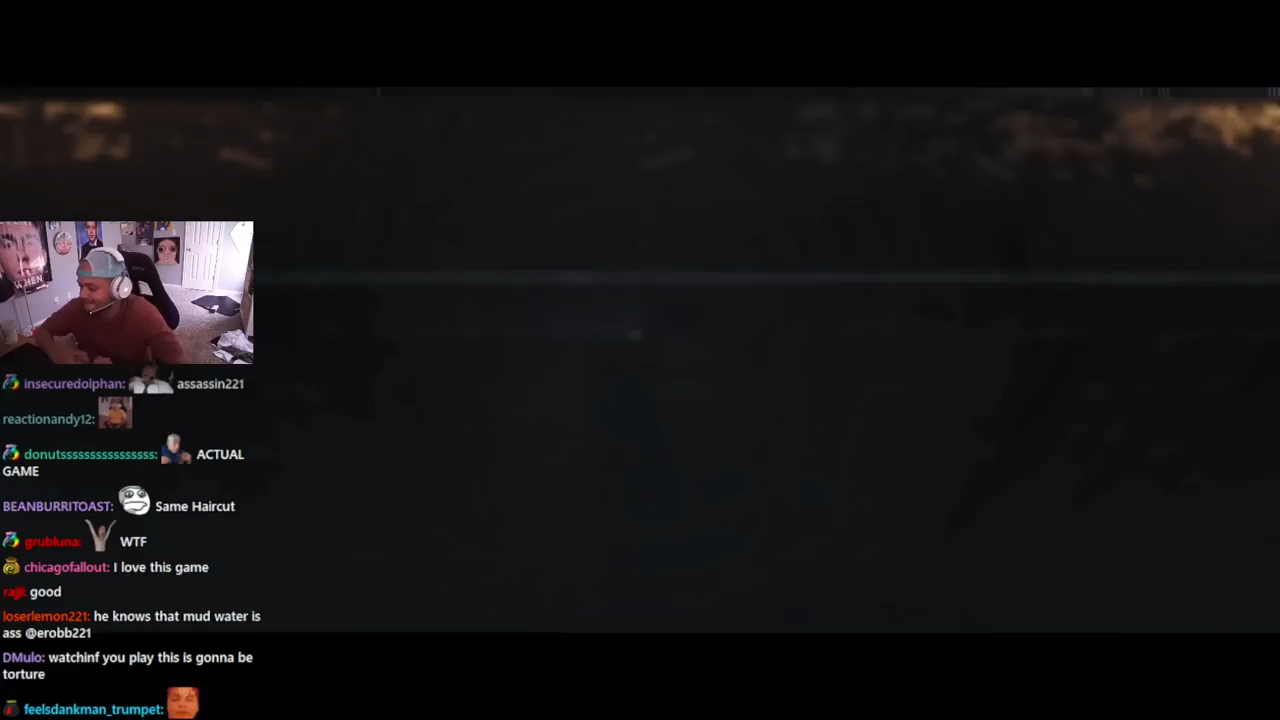 insecuredolphan: assassin221
reactionandy12:
donutsssssssssssssss: ACTUAL
GAME
BEANBURRITOAST: Same Haircut
grubluna: WTF
chicagofallout: I love this game
good
loserlemon221: he knows that mud water is
ass @erobb221
DMulo: watchinf you play this is gonna be
torture
feelsdankman_trumpet: